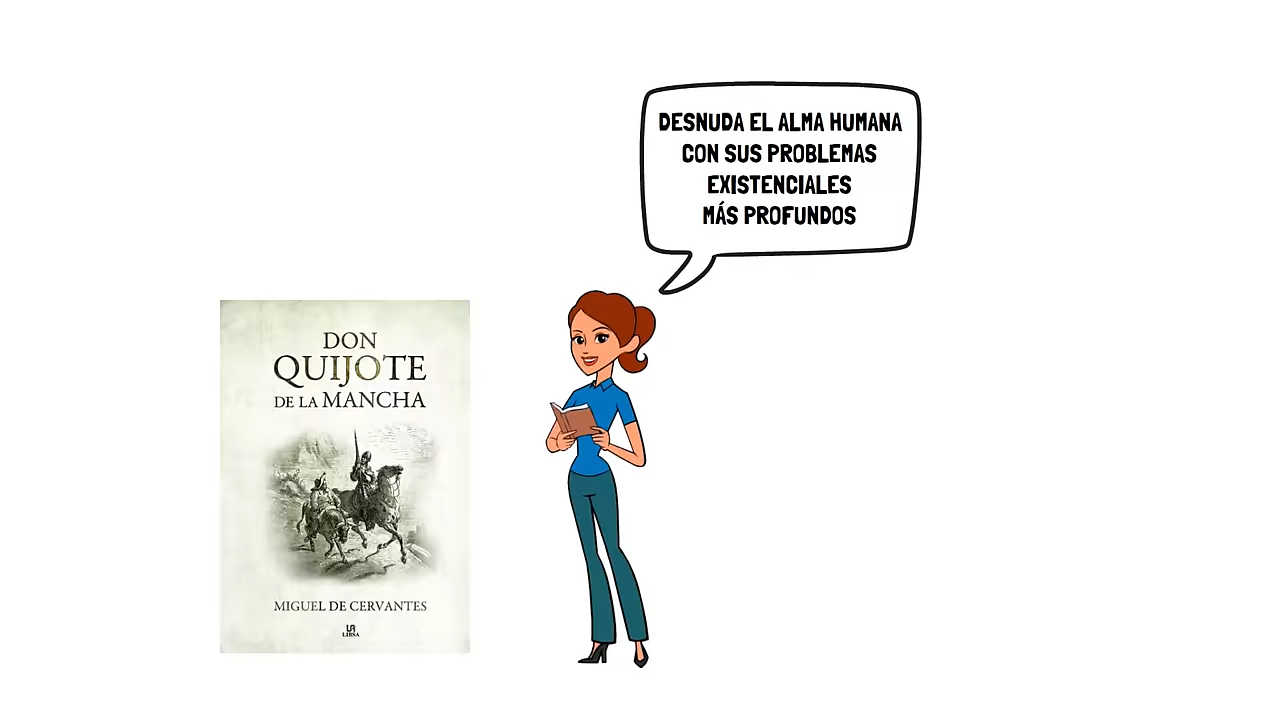 DESNUDA EL ALMA HUMANA
CON SUS PROBLEMAS
EXISTENCIALES
MÁS PROFUNDOS
DON
QUIJOTE
DE LA MANCHA
MIGUEL DE CERVANTES
LIBSA